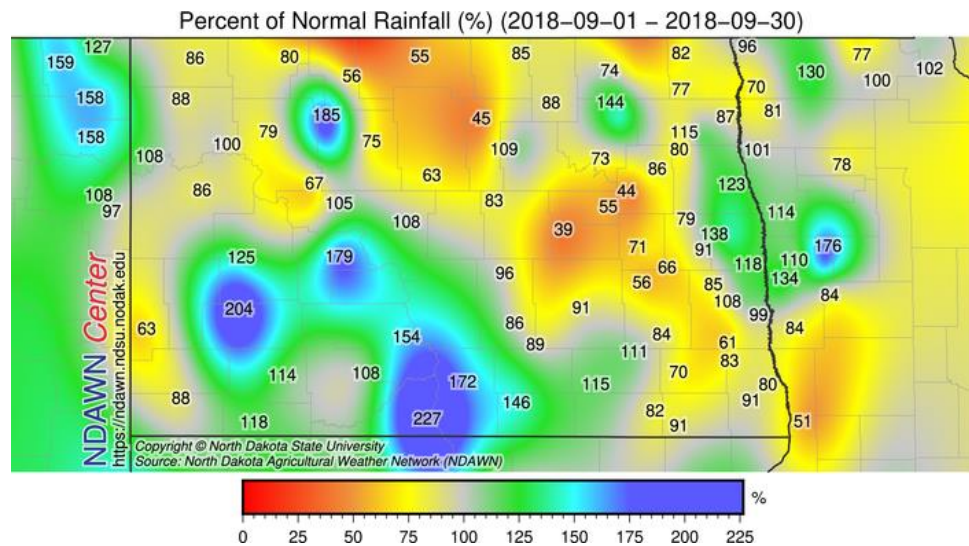 Percent of Normal Rainfall (%) (2018−09−01 − 2018−09−30)
127 86 80 55 85 82 96 77
159 56 74 130 100 102
158 88 185 88 144 77 70
45 87 81
158 79 75 115
108 100 109 80 101
73 86 78
86 67 63 44 123
108 105 83 55
97 108 39 79 114
138
125 179 71 91 176
96 66 118 110
56 85 134
204 91 108 84
63 86 99
154 89 84 61 84
111 83
114 108 172 115 70 80
88 146 91
118 227 82 91 51
NDAWN Center
https://ndawn.ndsu.nodak.edu
Copyright © North Dakota State University
Source: North Dakota Agricultural Weather Network (NDAWN)
%
0 25 50 75 100 125 150 175 200 225